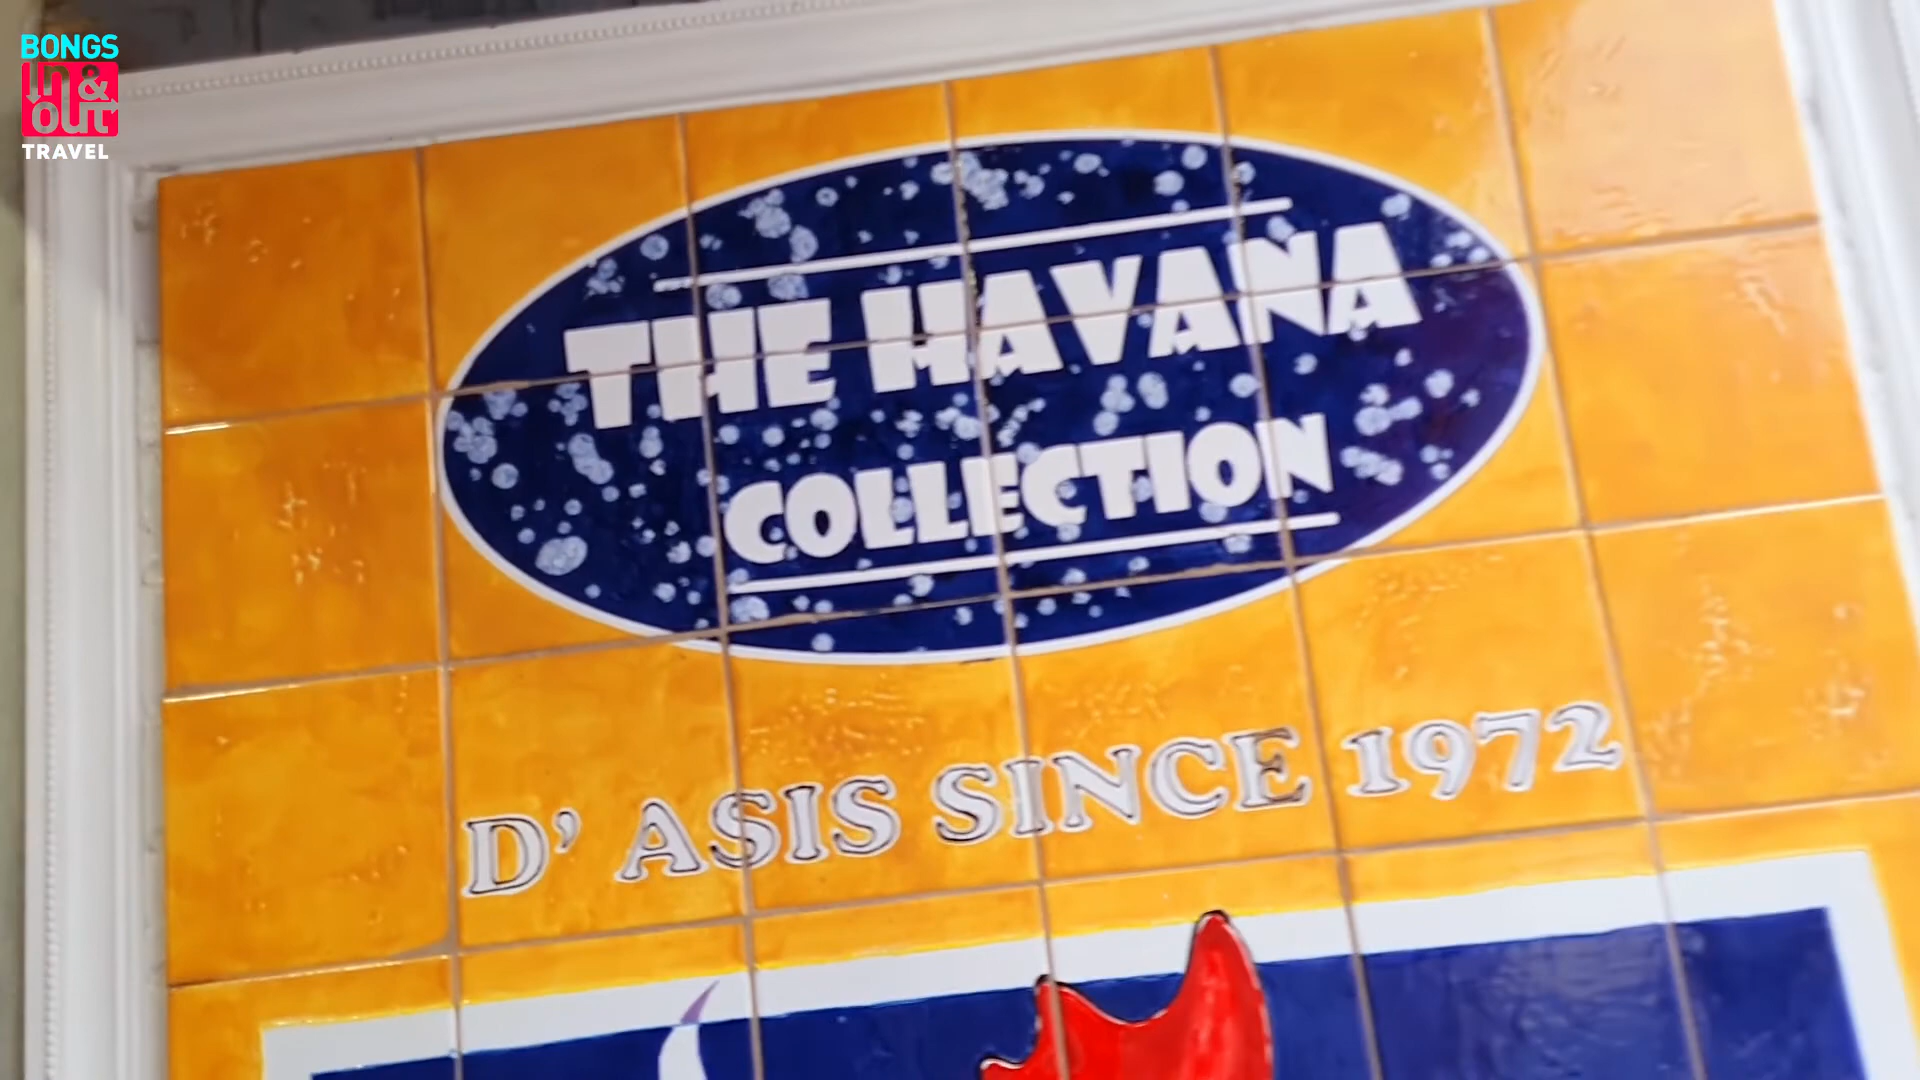 BONGS
in &
out
TRAVEL
THE HAVANA
COLLECTION
D' ASIS SINCE 1972